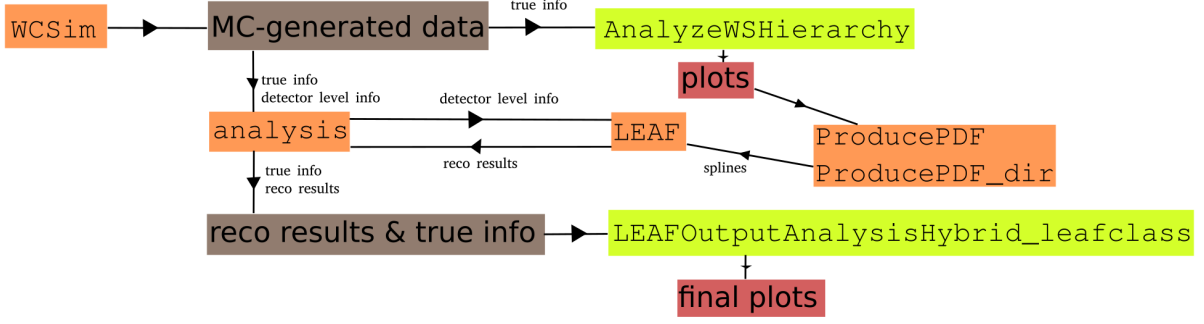 WCSim
MC-generated data
true info
AnalyzeWSHierarchy
plots
true info
detector level info
detector level info
analysis
LEAF
ProducePDF
ProducePDF_dir
reco results
splines
true info
reco results
reco results & true info
LEAFOutputAnalysisHybrid_leafclass
final plots